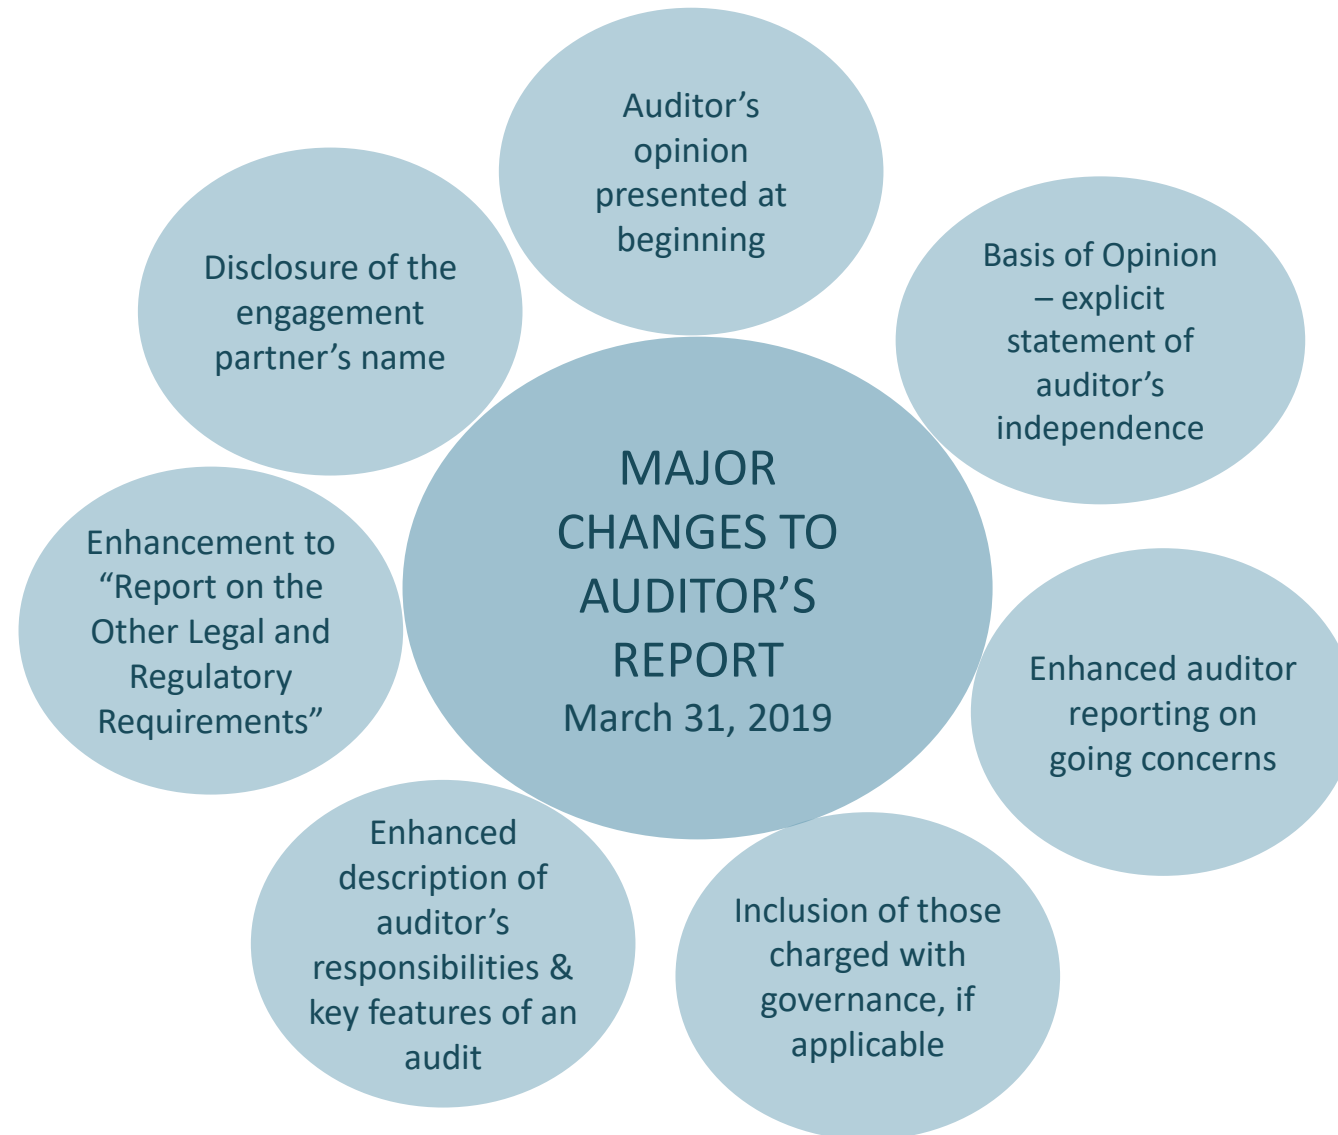 Auditor’s
opinion
presented at
beginning
Basis of Opinion
– explicit
statement of
auditor’s
independence
Enhanced auditor
reporting on
going concerns
Inclusion of those
charged with
governance, if
applicable
Enhanced
description of
auditor’s
responsibilities &
key features of an
audit
Enhancement to
“Report on the
Other Legal and
Regulatory
Requirements”
Disclosure of the
engagement
partner’s name
MAJOR
CHANGES TO
AUDITOR’S
REPORT
March 31, 2019